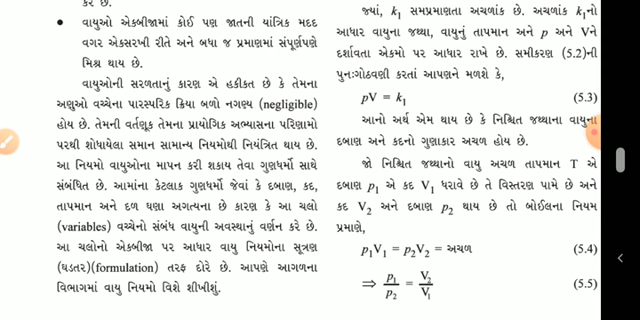 કરે છે.
• વાયુઓ એકબીજામાં કોઈ પણ જાતની યાંત્રિક મદદ
વગર એકસરખી રીતે અને બધા જ પ્રમાણમાં સંપૂર્ણપણે
મિશ્ર થાય છે.
વાયુઓની સરળતાનું કારણ એ હકીકત છે કે તેમના
અણુઓ વચ્ચેના પારસ્પરિક ક્રિયા બળો નગણ્ય (negligible)
હોય છે. તેમની વર્તણૂક તેમના પ્રાયોગિક અભ્યાસના પરિણામો
પરથી શોધાયેલા સમાન સામાન્ય નિયમોથી નિયંત્રિત થાય છે.
આ નિયમો વાયુઓના માપન કરી શકાય તેવા ગુણધર્મો સાથે
સંબંધિત છે. આમાંના કેટલાક ગુણધર્મો જેવાં કે દબાણ, કદ,
તાપમાન અને દળ ઘણા અગત્યના છે કારણ કે આ ચલો
(variables) વચ્ચેનો સંબંધ વાયુની અવસ્થાનું વર્ણન કરે છે.
આ ચલોનો એકબીજા પર આધાર વાયુ નિયમોના સૂત્રણ
(ઘડતર)(formulation) તરફ દોરે છે. આપણે આગળના
વિભાગમાં વાયુ નિયમો વિશે શીખીશું.
જ્યાં, k₁ સમપ્રમાણતા અચળાંક છે. અચળાંક k₁નો
આધાર વાયુના જથ્થા, વાયુનું તાપમાન અને p અને Vને
દર્શાવતા એકમો પર આધાર રાખે છે. સમીકરણ (5.2)ની
પુનઃગોઠવણી કરતાં આપણને મળશે કે,
pV = k₁ (5.3)
આનો અર્થ એમ થાય છે કે નિશ્ચિત જથ્થાના વાયુના
દબાણ અને કદનો ગુણાકાર અચળ હોય છે.
જો નિશ્ચિત જથ્થાનો વાયુ અચળ તાપમાન T એ
દબાણ p₁ એ કદ V₁ ધરાવે છે તે વિસ્તરણ પામે છે અને
કદ V₂ અને દબાણ p₂ થાય છે તો બોઈલના નિયમ
પ્રમાણે,
p₁V₁ = p₂V₂ = અચળ (5.4)
⇒ p₁/p₂ = V₂/V₁ (5.5)